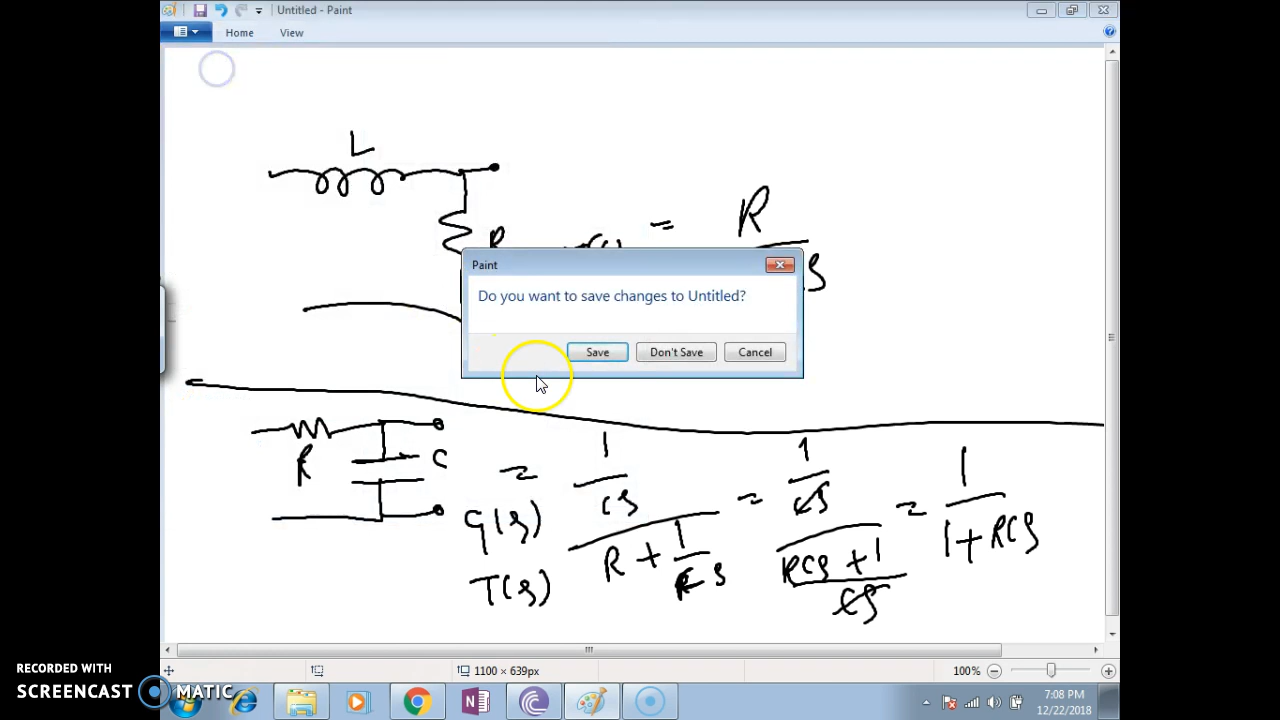 Untitled - Paint
Home View
L
R
= R
Paint
Do you want to save changes to Untitled?
Save Don't Save Cancel
R
C
G(s)
T(s)
= 1/cs / R + 1/cs = 1/cs / RCs + 1/cs = 1 / 1 + RCs
1100 × 639px
100%
RECORDED WITH
SCREENCAST MATIC
7:08 PM
12/22/2018